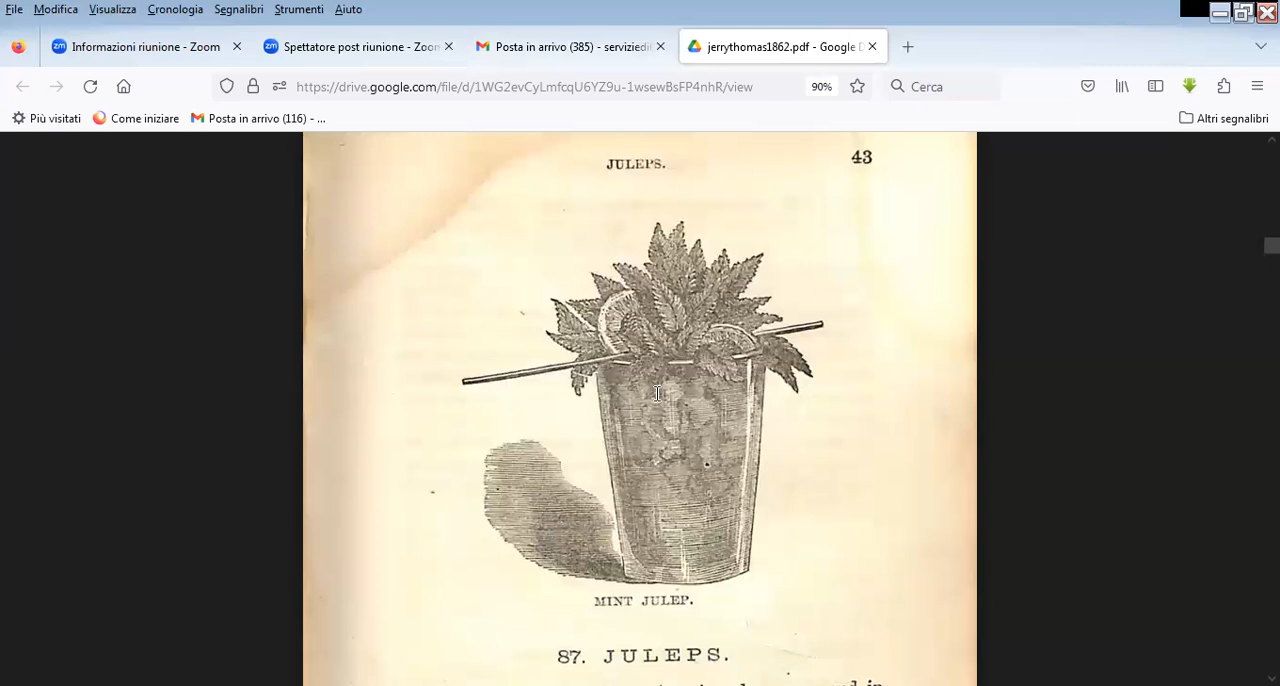 File Modifica Visualizza Cronologia Segnalibri Strumenti Aiuto
Informazioni riunione - Zoom Spettatore post riunione - Zoom Posta in arrivo (385) - serviziedi jerrythomas1862.pdf - Google D
https://drive.google.com/file/d/1WG2evCyLmfcqU6YZ9u-1wsewBsFP4nhR/view 90% Cerca
Più visitati Come iniziare Posta in arrivo (116) - ... Altri segnalibri
JULEPS. 43
MINT JULEP.
87. JULEPS.